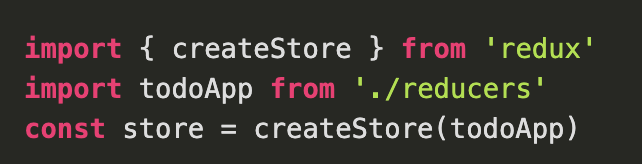 import { createStore } from 'redux'
import todoApp from './reducers'
const store = createStore(todoApp)